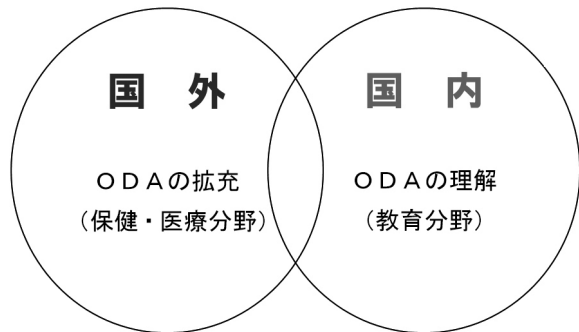 国 外
ＯＤＡの拡充
（保健・医療分野）
国 内
ＯＤＡの理解
（教育分野）